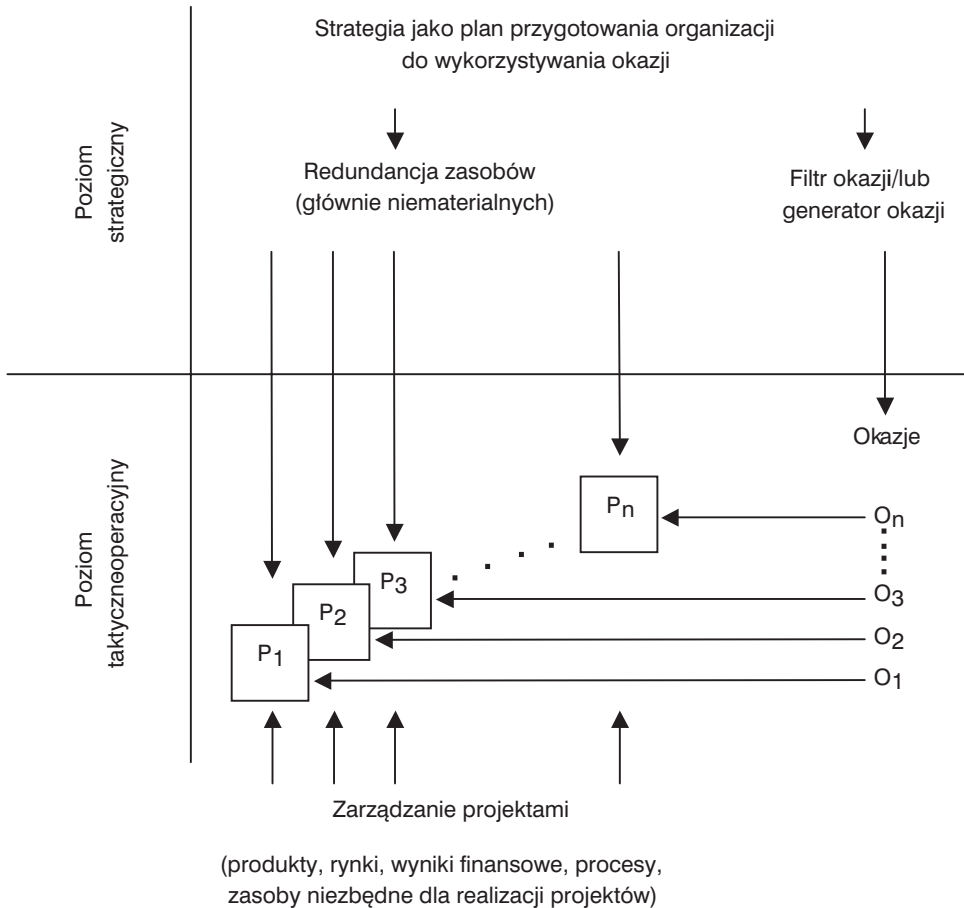 Strategia jako plan przygotowania organizacji
do wykorzystywania okazji
Poziom
strategiczny
Redundancja zasobów
(głównie niematerialnych)
Filtr okazji/lub
generator okazji
Poziom
taktycznoəoperacyjny
Okazje
Pn
On
P3
O3
P2
O2
P1
O1
Zarządzanie projektami
(produkty, rynki, wyniki finansowe, procesy,
zasoby niezbędne dla realizacji projektów)